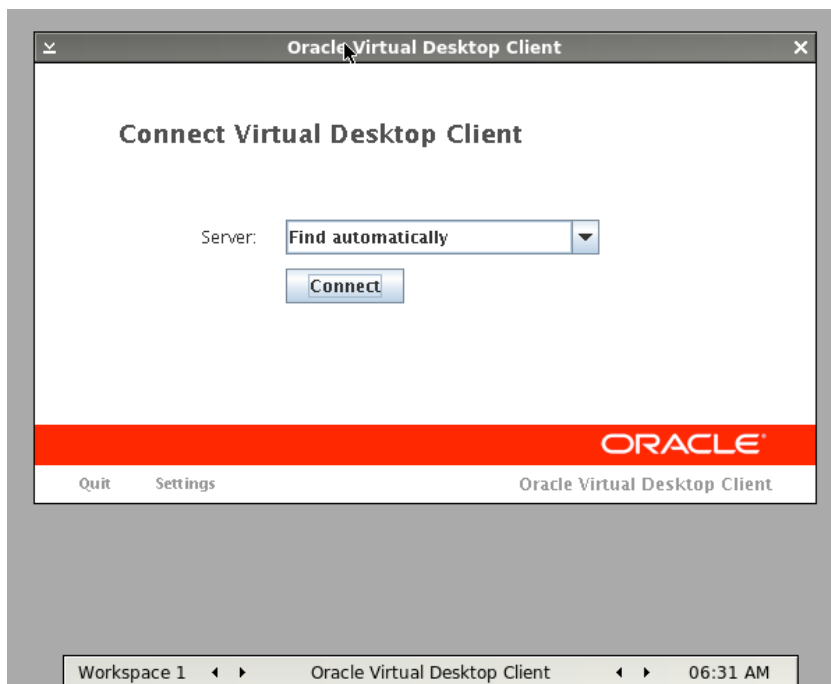 Oracle Virtual Desktop Client
Connect Virtual Desktop Client
Server: Find automatically
Connect
ORACLE
Quit Settings Oracle Virtual Desktop Client
Workspace 1 Oracle Virtual Desktop Client 06:31 AM